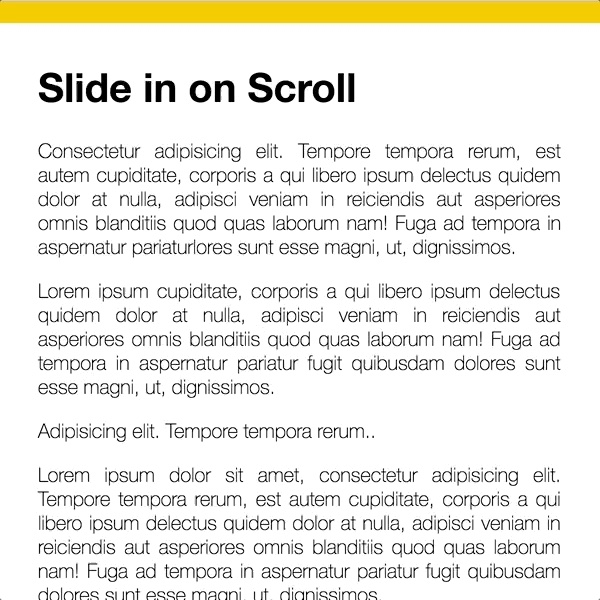 Slide in on Scroll
Consectetur adipisicing elit. Tempore tempora rerum, est
autem cupiditate, corporis a qui libero ipsum delectus quidem
dolor at nulla, adipisci veniam in reiciendis aut asperiores
omnis blanditiis quod quas laborum nam! Fuga ad tempora in
aspernatur pariaturlores sunt esse magni, ut, dignissimos.
Lorem ipsum cupiditate, corporis a qui libero ipsum delectus
quidem dolor at nulla, adipisci veniam in reiciendis aut
asperiores omnis blanditiis quod quas laborum nam! Fuga ad
tempora in aspernatur pariatur fugit quibusdam dolores sunt
esse magni, ut, dignissimos.
Adipisicing elit. Tempore tempora rerum..
Lorem ipsum dolor sit amet, consectetur adipisicing elit.
Tempore tempora rerum, est autem cupiditate, corporis a qui
libero ipsum delectus quidem dolor at nulla, adipisci veniam in
reiciendis aut asperiores omnis blanditiis quod quas laborum
nam! Fuga ad tempora in aspernatur pariatur fugit quibusdam
dolores sunt esse magni, ut, dignissimos.